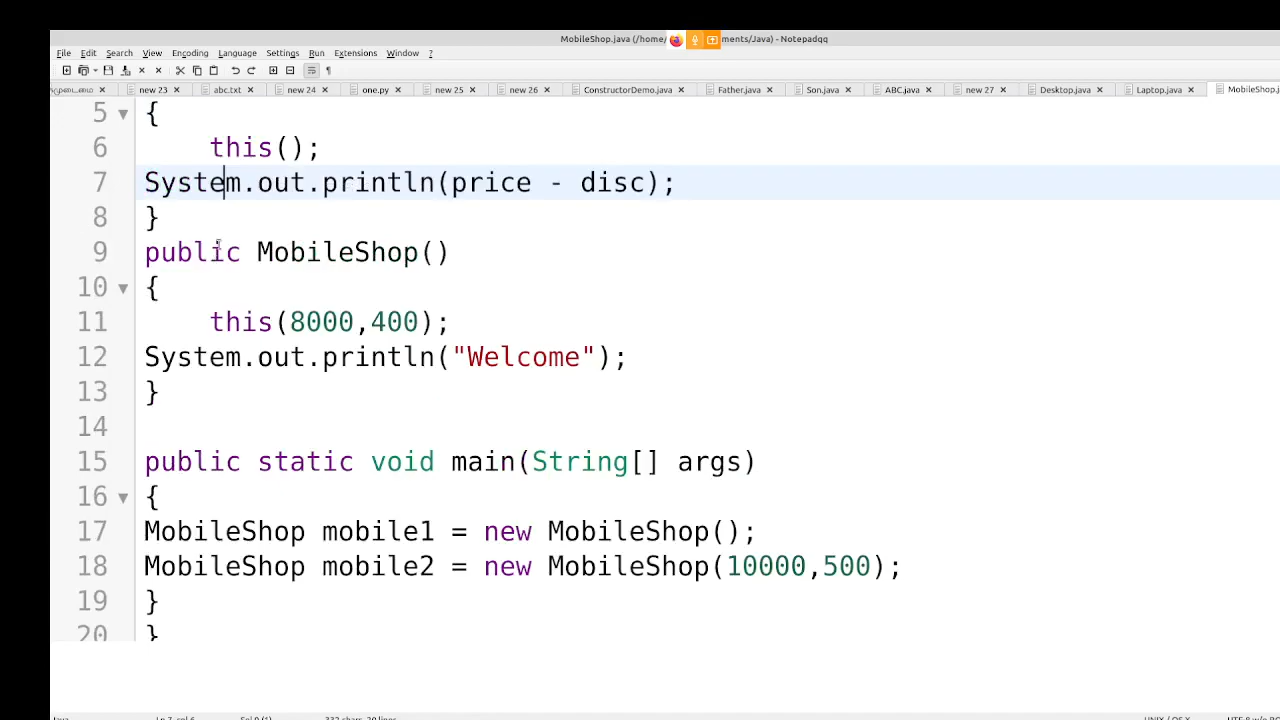 MobileShop.java (/home/ ments/Java) - Notepadqq
File Edit Search View Encoding Language Settings Run Extensions Window ?
new 23 abc.txt new 24 one.py new 25 new 26 ConstructorDemo.java Father.java Son.java ABC.java new 27 Desktop.java Laptop.java MobileShop.j
5 {
6 this();
7 System.out.println(price - disc);
8 }
9 public MobileShop()
10 {
11 this(8000,400);
12 System.out.println("Welcome");
13 }
14
15 public static void main(String[] args)
16 {
17 MobileShop mobile1 = new MobileShop();
18 MobileShop mobile2 = new MobileShop(10000,500);
19 }
20 }